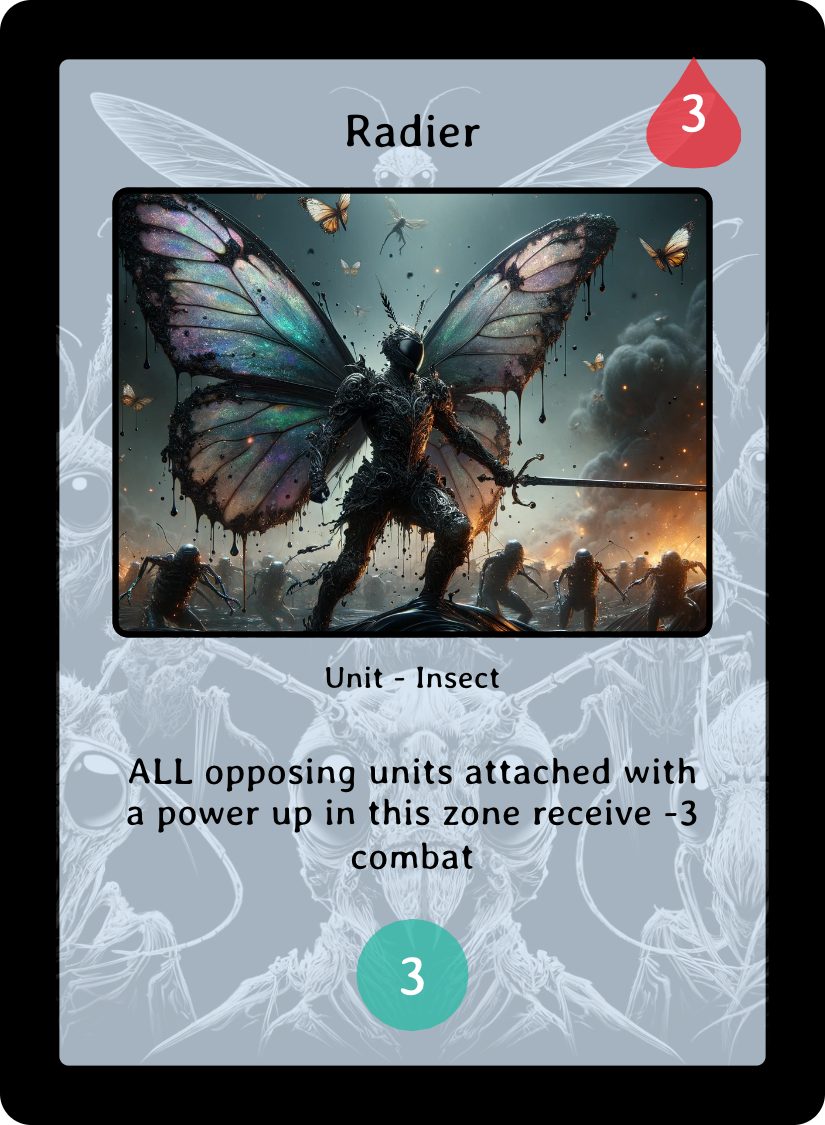 Radier
3
Unit - Insect
ALL opposing units attached with
a power up in this zone receive -3
combat
3